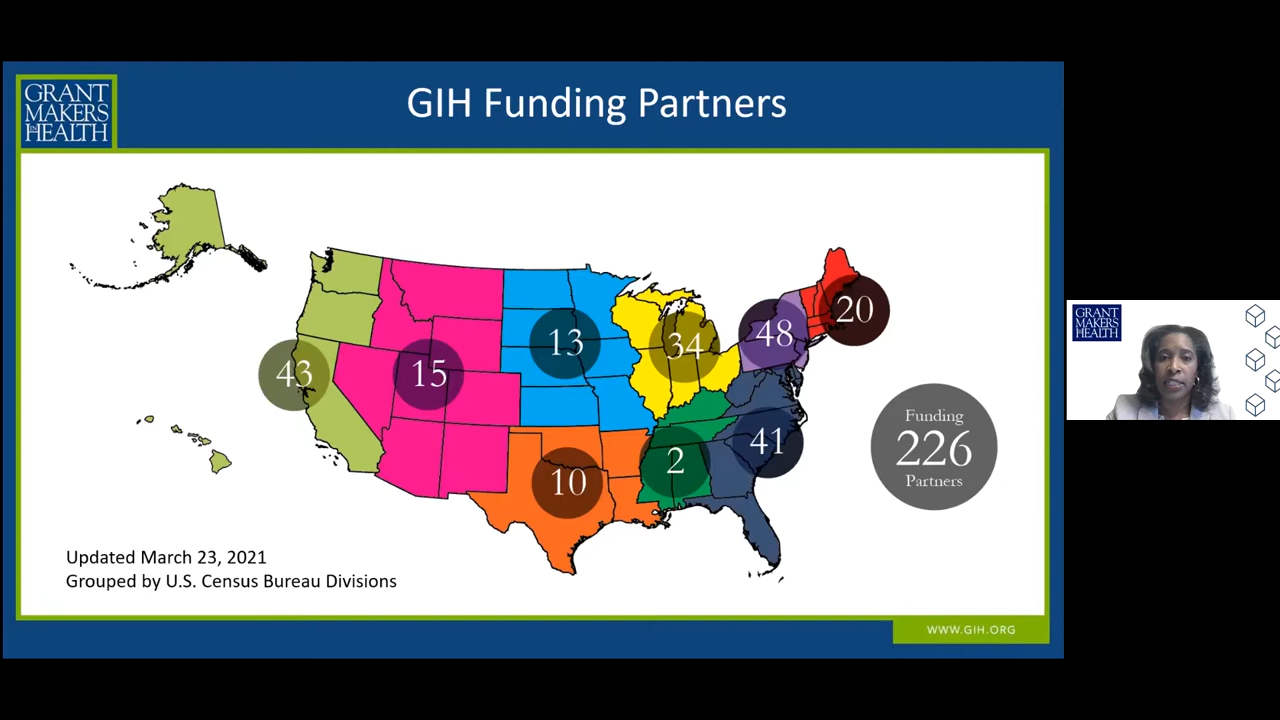 GRANT
MAKERS
IN HEALTH
GIH Funding Partners
43
15
13
34
48
20
10
2
41
Funding
226
Partners
Updated March 23, 2021
Grouped by U.S. Census Bureau Divisions
WWW.GIH.ORG
GRANT
MAKERS
IN HEALTH